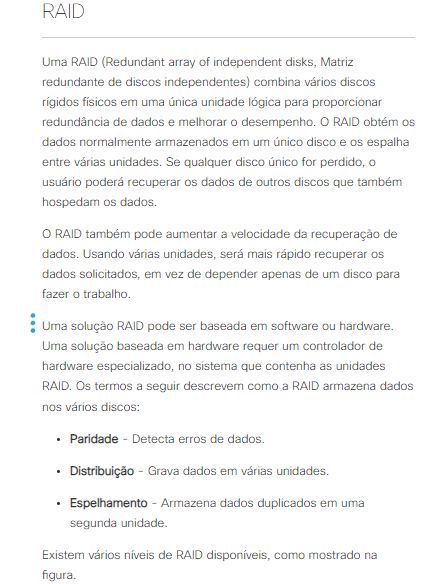 RAID
Uma RAID (Redundant array of independent disks, Matriz
redundante de discos independentes) combina vários discos
rígidos físicos em uma única unidade lógica para proporcionar
redundância de dados e melhorar o desempenho. O RAID obtém os
dados normalmente armazenados em um único disco e os espalha
entre várias unidades. Se qualquer disco único for perdido, o
usuário poderá recuperar os dados de outros discos que também
hospedam os dados.
O RAID também pode aumentar a velocidade da recuperação de
dados. Usando várias unidades, será mais rápido recuperar os
dados solicitados, em vez de depender apenas de um disco para
fazer o trabalho.
Uma solução RAID pode ser baseada em software ou hardware.
Uma solução baseada em hardware requer um controlador de
hardware especializado, no sistema que contenha as unidades
RAID. Os termos a seguir descrevem como a RAID armazena dados
nos vários discos:
• Paridade - Detecta erros de dados.
• Distribuição - Grava dados em várias unidades.
• Espelhamento - Armazena dados duplicados em uma
segunda unidade.
Existem vários níveis de RAID disponíveis, como mostrado na
figura.